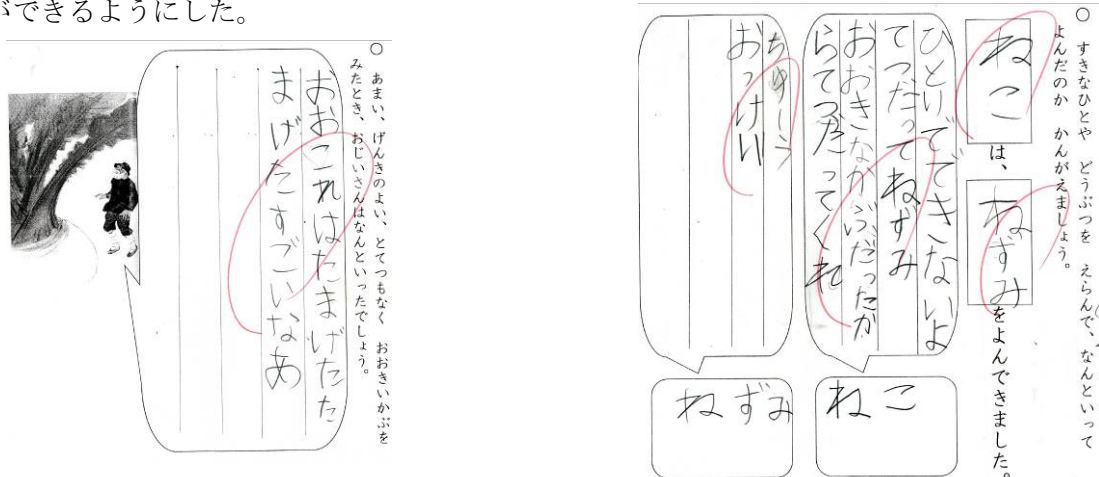 ができるようにした。
○ あまい、げんきのよい、とてつもなく おおきいかぶを
みたとき、おじいさんはなんといったでしょう。
おおこれはたまげたた
まげたすごいなあ
○ すきなひとや どうぶつを えらんで、なんといって
よんだのか かんがえましょう。
ねこは、ねずみをよんできました。
ひとりでできないよ
てつだってねずみ
おおきなかぶだったか
らてつだってくれ
ねこ
ちゅーう
おっけい
ねずみ